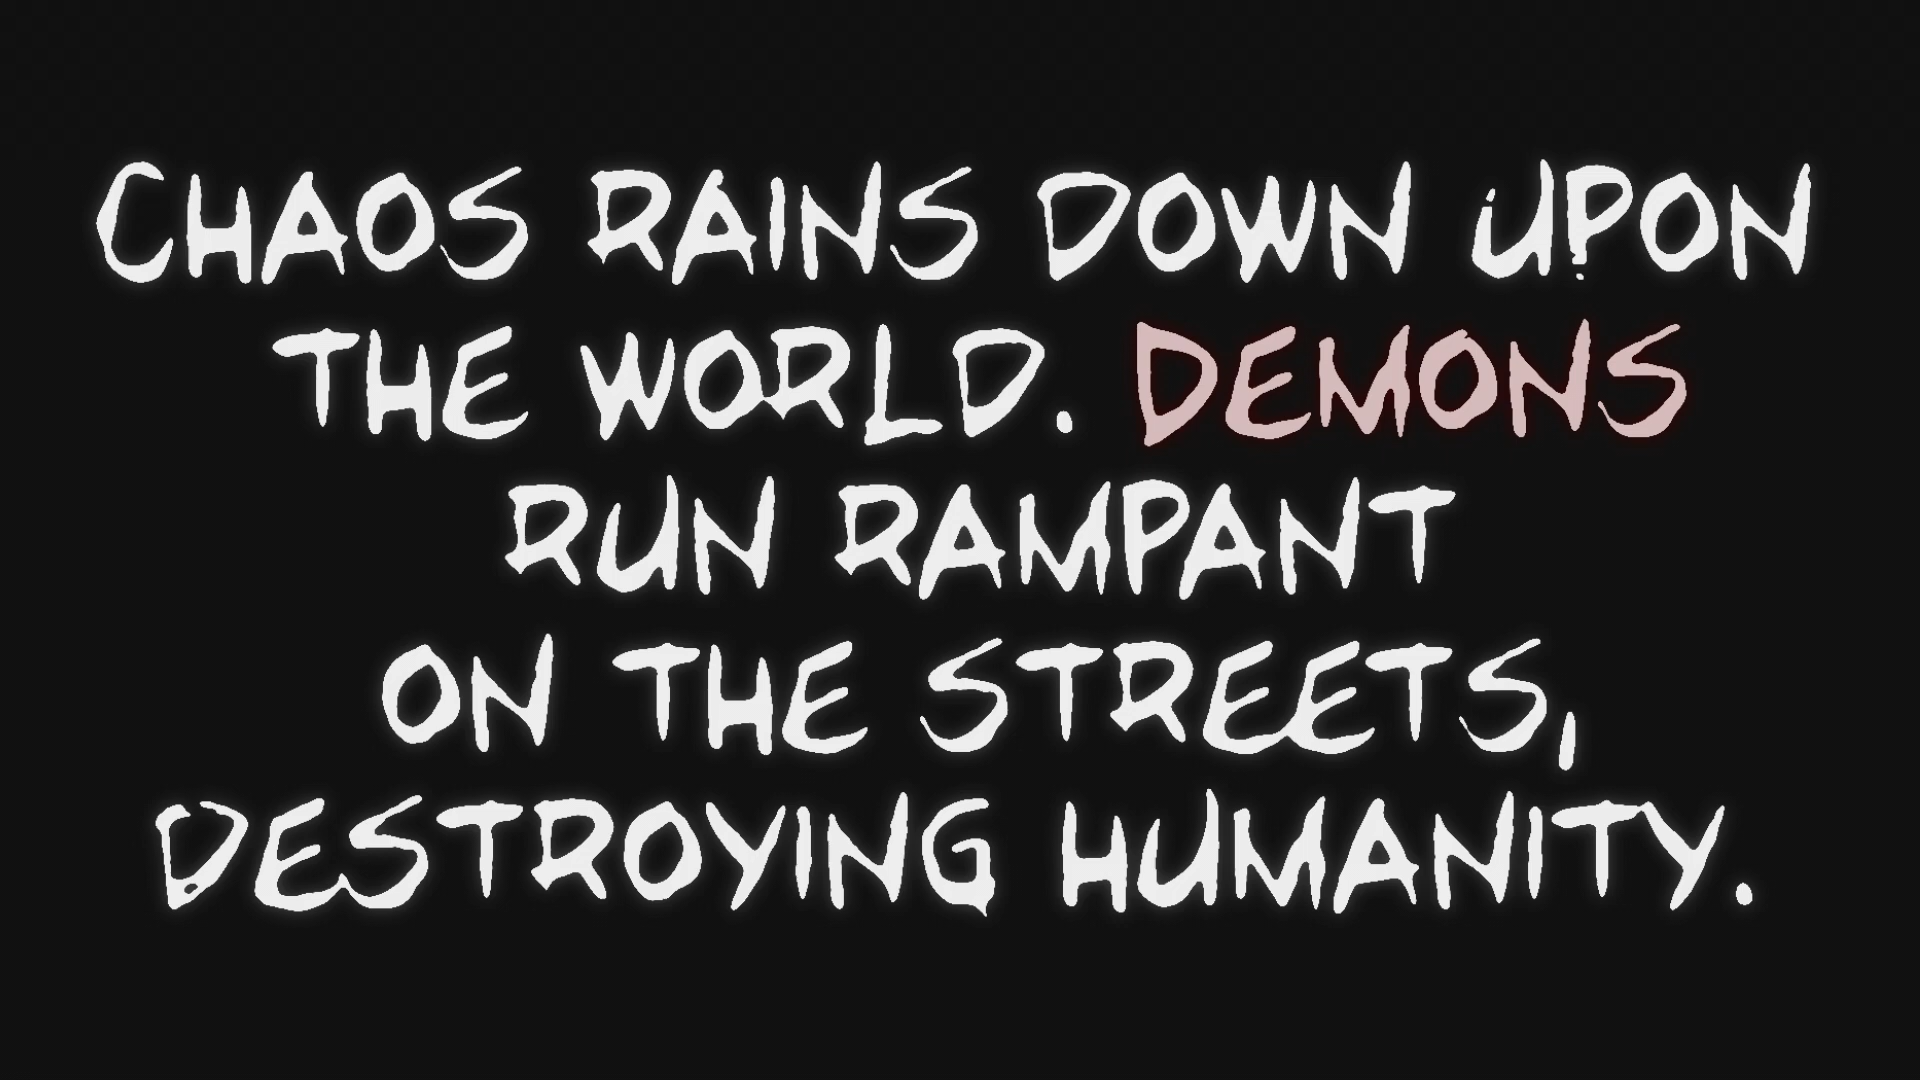 CHAOS RAINS DOWN UPON
THE WORLD. DEMONS
RUN RAMPANT
ON THE STREETS,
DESTROYING HUMANITY.